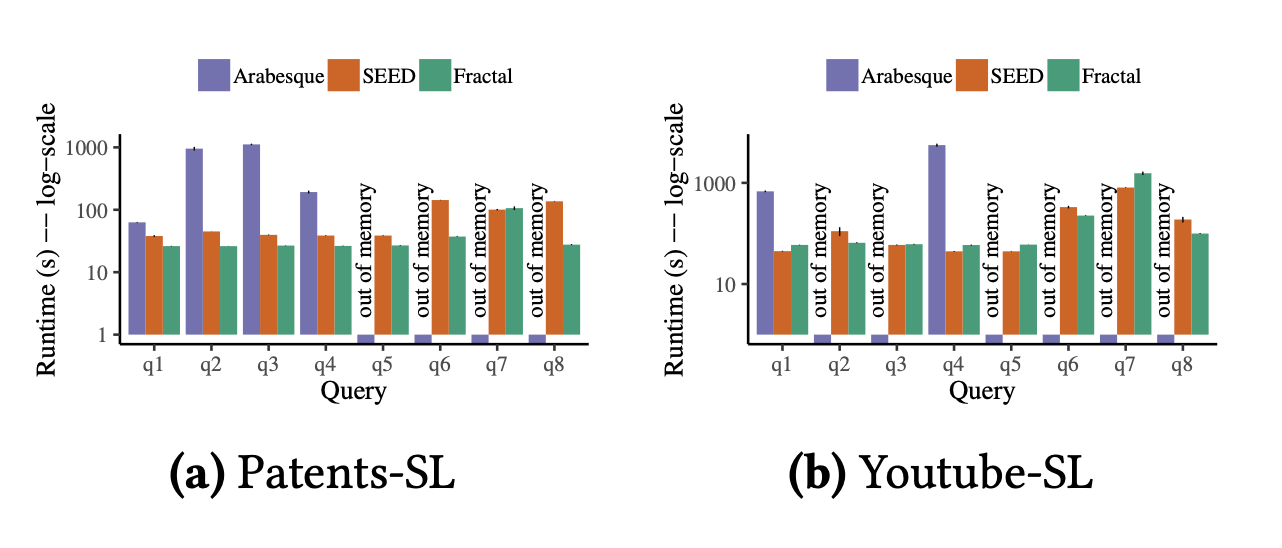 Arabesque SEED Fractal
Runtime (s) −− log−scale
1000
100
10
1
out of memory
out of memory
out of memory
out of memory
q1 q2 q3 q4 q5 q6 q7 q8
Query
(a) Patents-SL
Arabesque SEED Fractal
Runtime (s) −− log−scale
1000
10
out of memory
out of memory
out of memory
out of memory
out of memory
out of memory
q1 q2 q3 q4 q5 q6 q7 q8
Query
(b) Youtube-SL